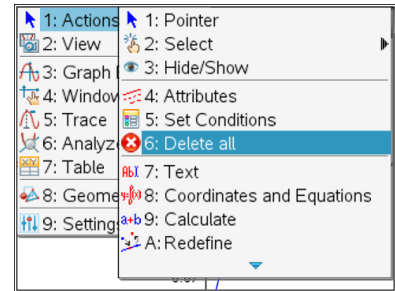 1: Actions
2: View
3: Graph
4: Window
5: Trace
6: Analyze
7: Table
8: Geome
9: Setting
1: Pointer
2: Select
3: Hide/Show
4: Attributes
5: Set Conditions
6: Delete all
7: Text
8: Coordinates and Equations
9: Calculate
A: Redefine